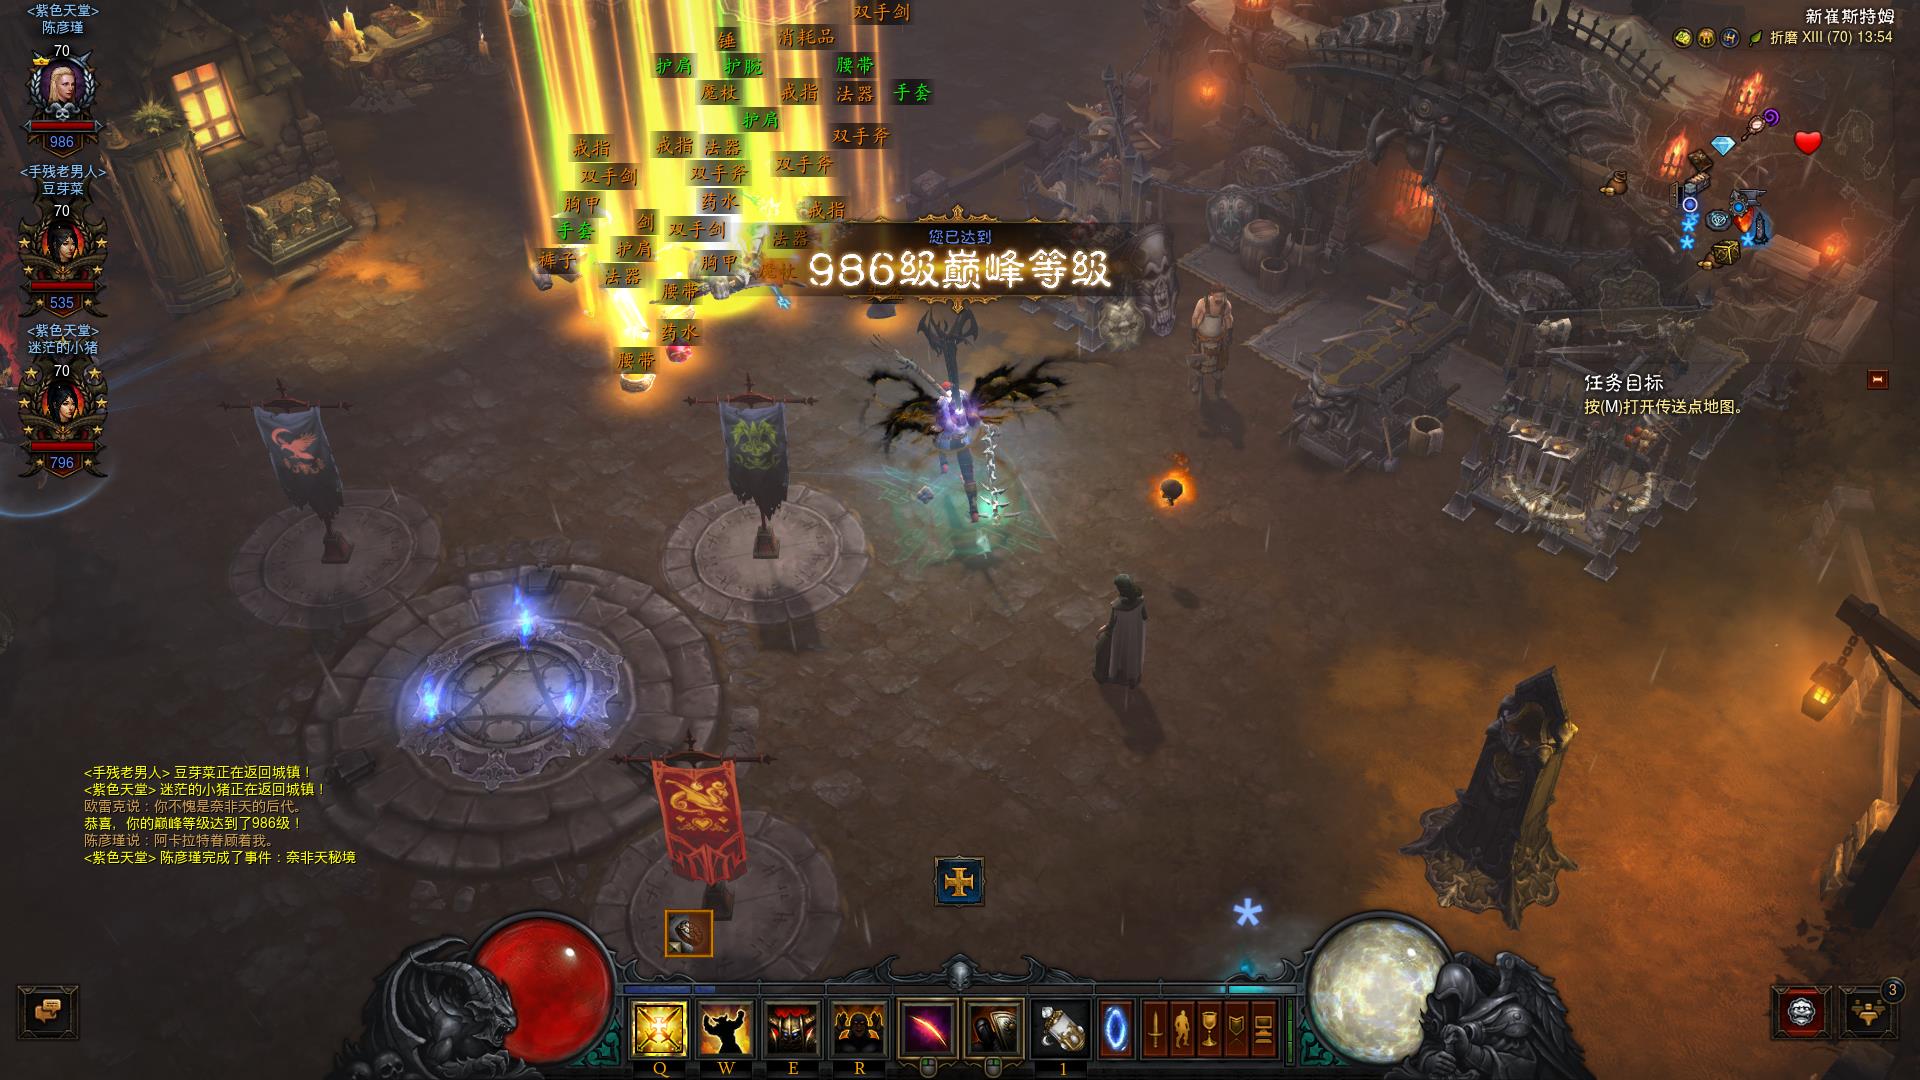 <紫色天堂>
陈彦瑾
70
986
<手残老男人>
豆芽菜
70
535
<紫色天堂>
迷茫的小猪
70
796
双手剑
锤
消耗品
护肩
护腕
腰带
魔杖
戒指
法器
手套
护肩
双手斧
戒指
戒指
法器
双手斧
双手剑
双手斧
药水
胸甲
戒指
剑
手套
双手剑
法器
护肩
裤子
胸甲
魔杖
法器
腰带
药水
腰带
您已达到
986级巅峰等级
新崔斯特姆
折磨 XIII (70) 13:54
任务目标
按(M)打开传送点地图。
<手残老男人> 豆芽菜正在返回城镇！
<紫色天堂> 迷茫的小猪正在返回城镇！
欧雷克说：你不愧是奈非天的后代。
恭喜，你的巅峰等级达到了986级！
陈彦瑾说：阿卡拉特眷顾着我。
<紫色天堂> 陈彦瑾完成了事件：奈非天秘境
Q
W
E
R
1
3